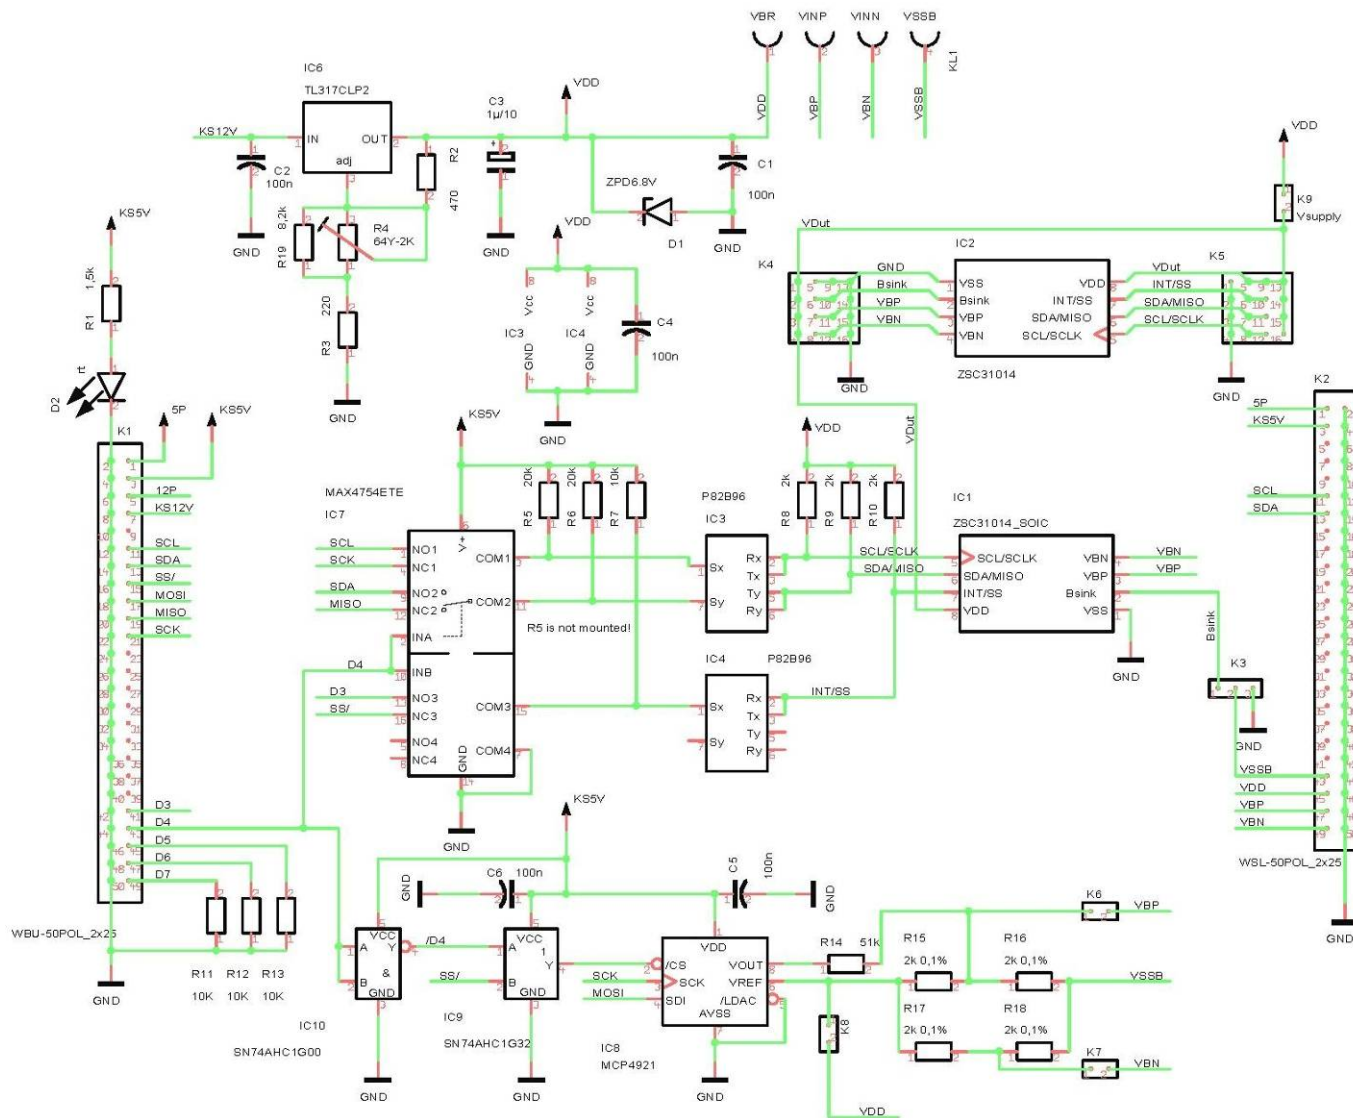 VBR VINP VINN VSSB
1 2 3 4
KL1
VDD VBP VBN VSSB
IC6
TL317CLP2
C3
1µ/10
VDD
KS12V
IN OUT
adj
C2
100n
R2
470
GND
ZPD6.8V
C1
100n
D1
GND
8,2k
R19
R4
64Y-2K
GND
VDD
VDD
K9
Vsupply
KS5V
1,5k
R1
220
R3
GND
Vcc Vcc
IC3 IC4
GND GND
C4
100n
GND
VDut
IC2
K4
GND
Bsink
VBP
VBN
VSS VDD
Bsink INT/SS
VBP SDA/MISO
VBN SCL/SCLK
ZSC31014
VDut
INT/SS
SDA/MISO
SCL/SCLK
K5
GND
GND
rt
D2
5P
KS5V
K1
12P
KS12V
SCL
SDA
SS/
MOSI
MISO
SCK
D3
D4
D5
D6
D7
WBU-50POL_2x25
GND
R11 R12 R13
10K 10K 10K
KS5V
MAX4754ETE
IC7
SCL
SCK
SDA
MISO
D4
D3
SS/
NO1
NC1
NO2
NC2
INA
INB
NO3
NC3
NO4
NC4
V+
GND
COM1
COM2
COM3
COM4
GND
20k 20k 10k
R5 R6 R7
R5 is not mounted!
P82B96
IC3
Sx Rx
Tx
Sy Ty
Ry
IC4
P82B96
Sx Rx
Tx
Sy Ty
Ry
INT/SS
VDut
VDD
2k 2k 2k
R8 R9 R10
SCL/SCLK
SDA/MISO
IC1
ZSC31014_SOIC
SCL/SCLK VBN
SDA/MISO VBP
INT/SS Bsink
VDD VSS
VBN
VBP
GND
Bsink
K3
GND
K2
5P
KS5V
SCL
SDA
VSSB
VDD
VBP
VBN
WSL-50POL_2x25
GND
KS5V
GND
C6
100n
C5
100n
GND
VCC
A Y
B
GND
IC10
SN74AHC1G00
GND
/D4
SS/
VCC
A 1
Y
B
GND
IC9
SN74AHC1G32
GND
SCK
MOSI
VDD
/CS VOUT
SCK VREF
SDI /LDAC
AVSS
IC8
MCP4921
GND
R14 51k
R15 R16
2k 0,1% 2k 0,1%
R17 R18
2k 0,1% 2k 0,1%
K6
VBP
VSSB
K7
VBN
K8
VDD